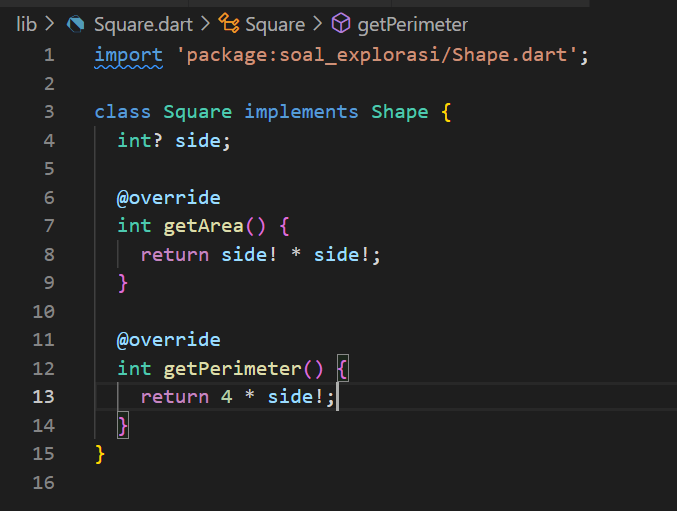 lib > Square.dart > Square > getPerimeter
1 import 'package:soal_explorasi/Shape.dart';
2
3 class Square implements Shape {
4 int? side;
5
6 @override
7 int getArea() {
8 return side! * side!;
9 }
10
11 @override
12 int getPerimeter() {
13 return 4 * side!;
14 }
15 }
16